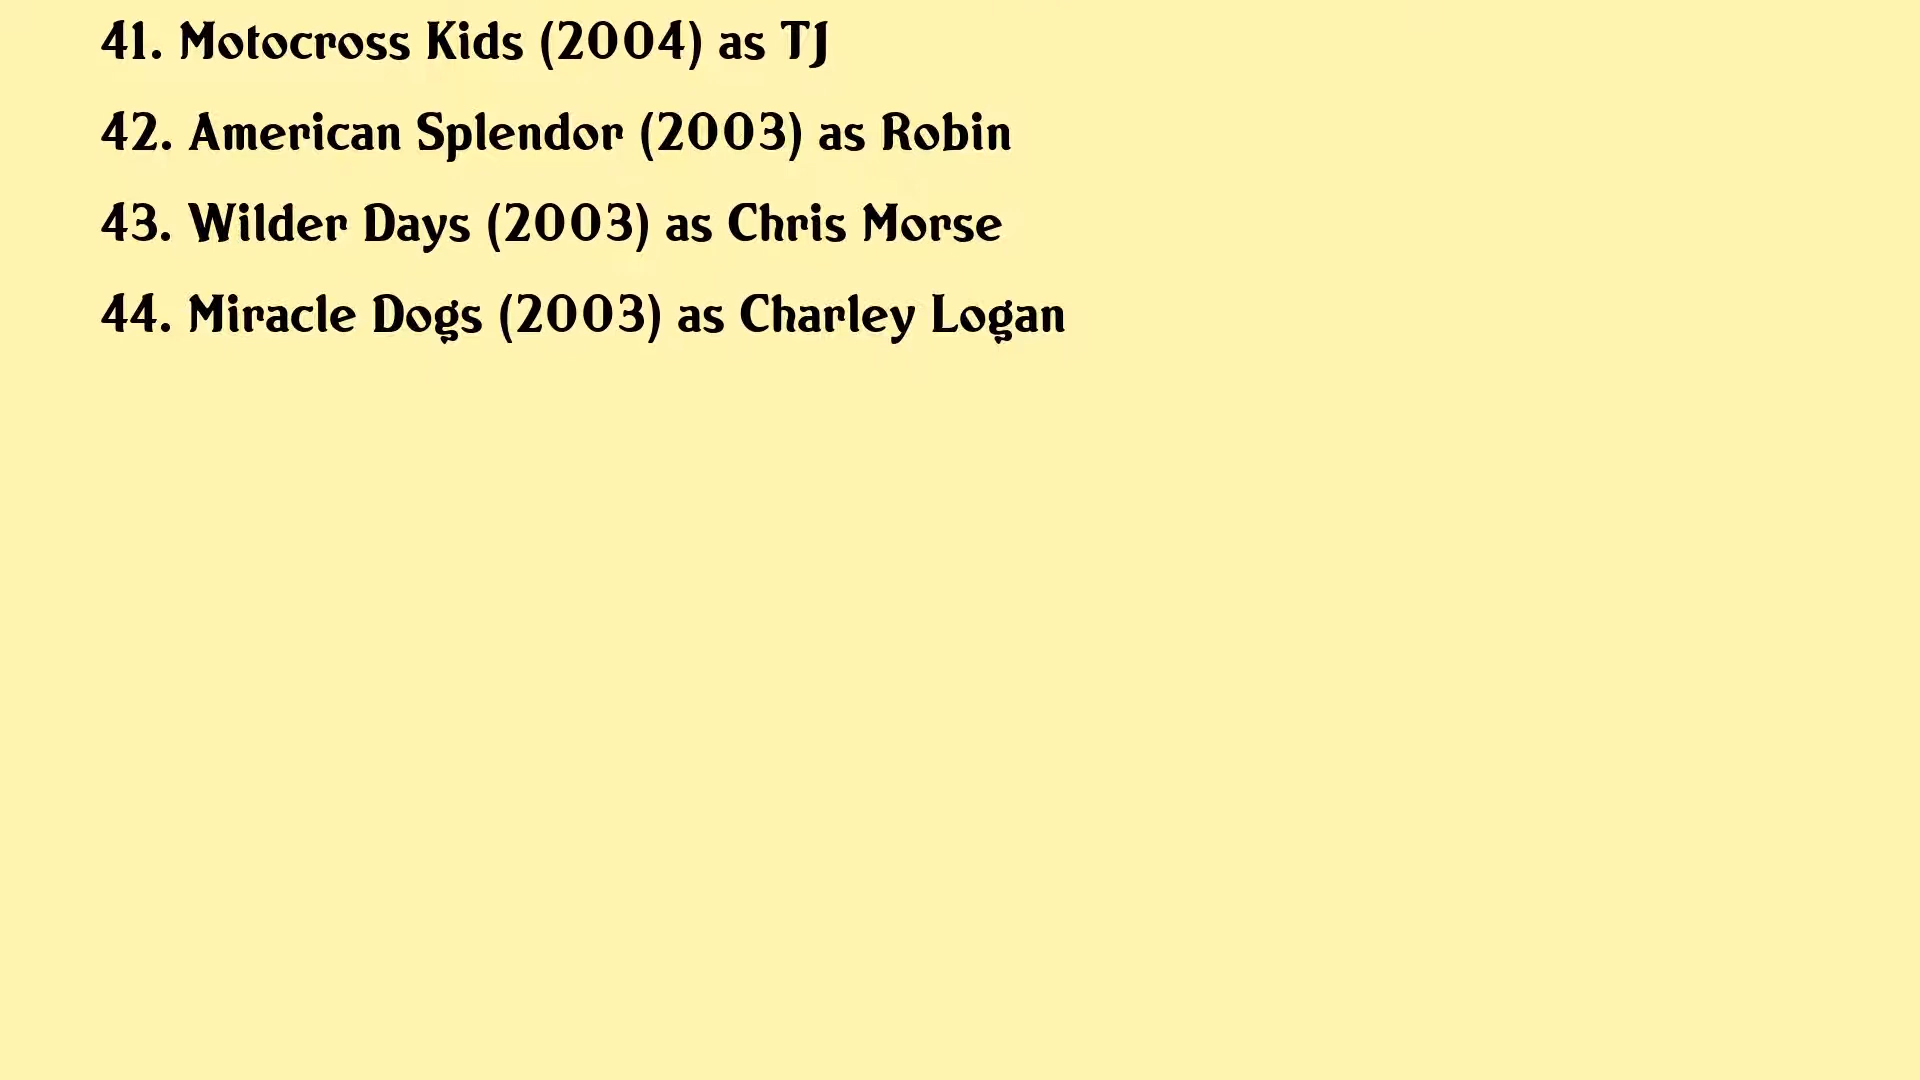 41. Motocross Kids (2004) as TJ
42. American Splendor (2003) as Robin
43. Wilder Days (2003) as Chris Morse
44. Miracle Dogs (2003) as Charley Logan